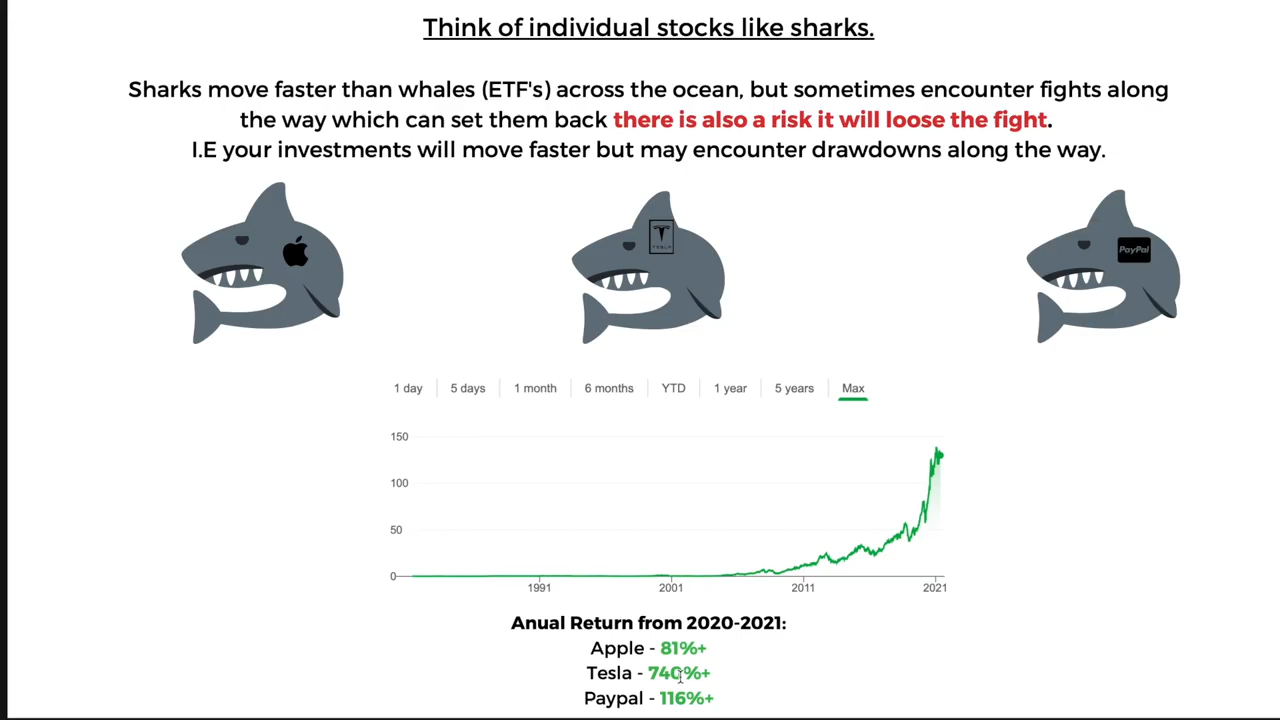 Think of individual stocks like sharks.
Sharks move faster than whales (ETF's) across the ocean, but sometimes encounter fights along
the way which can set them back there is also a risk it will loose the fight.
I.E your investments will move faster but may encounter drawdowns along the way.
TESLA
PayPal
1 day 5 days 1 month 6 months YTD 1 year 5 years Max
150
100
50
0
1991 2001 2011 2021
Anual Return from 2020-2021:
Apple - 81%+
Tesla - 740%+
Paypal - 116%+